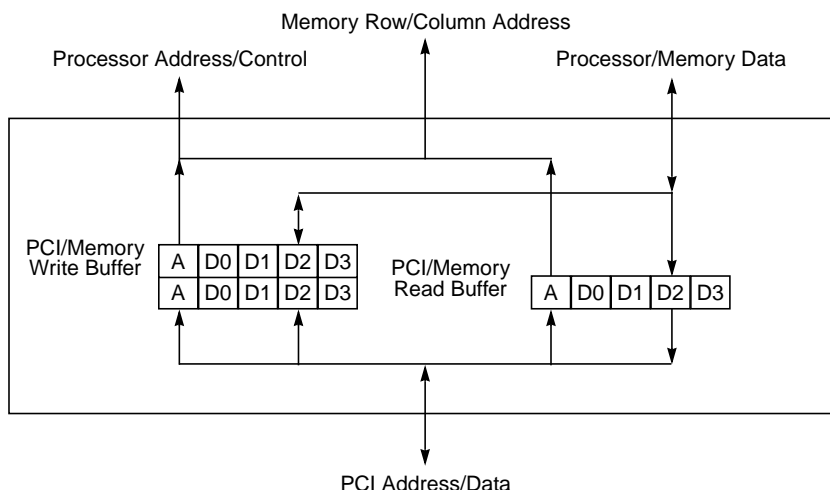 Memory Row/Column Address
Processor Address/Control
Processor/Memory Data
PCI/Memory
Write Buffer
A D0 D1 D2 D3
A D0 D1 D2 D3
PCI/Memory
Read Buffer
A D0 D1 D2 D3
PCI Address/Data